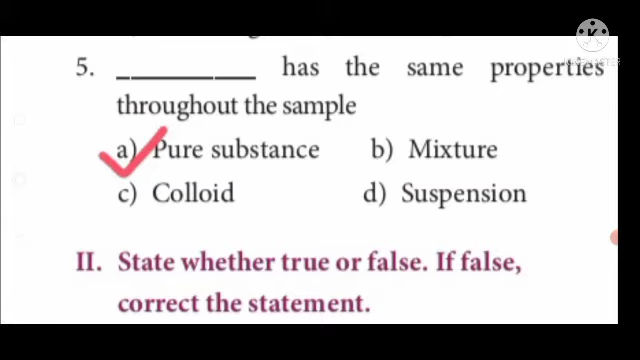 5. __________ has the same properties
throughout the sample
a) Pure substance b) Mixture
c) Colloid d) Suspension
II. State whether true or false. If false,
correct the statement.